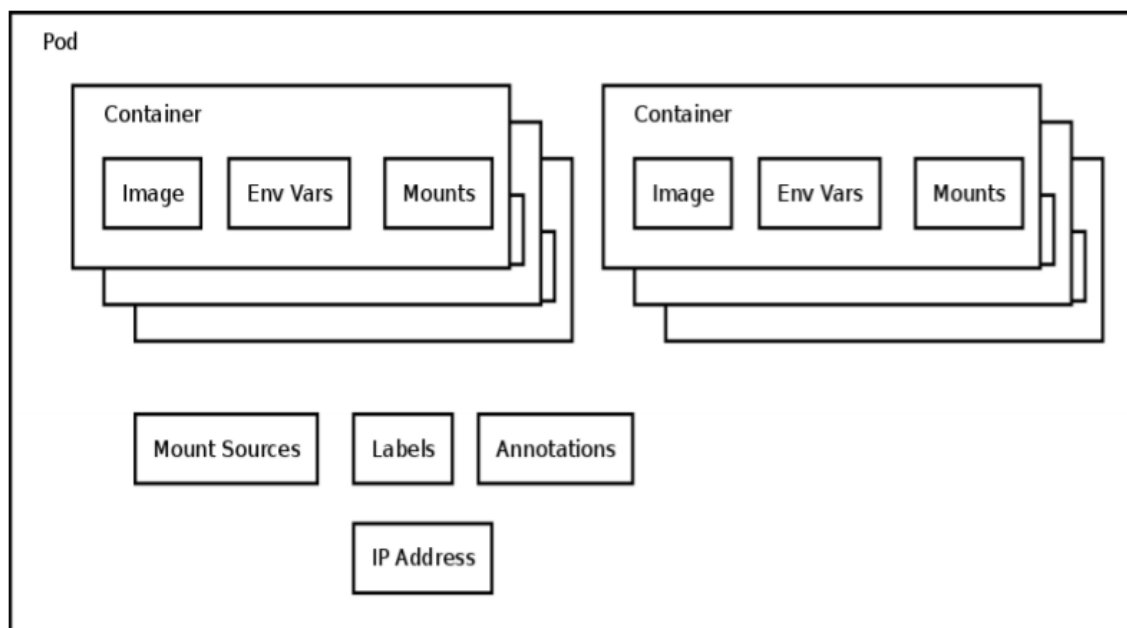 Pod
Container
Container
Image
Env Vars
Mounts
Image
Env Vars
Mounts
Mount Sources
Labels
Annotations
IP Address